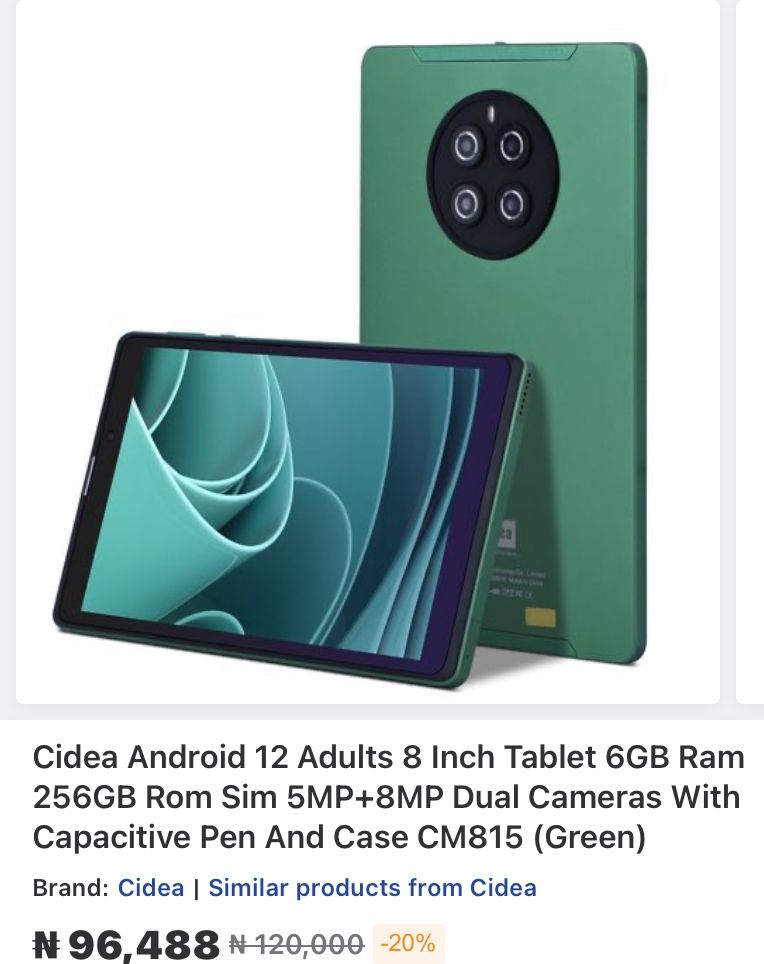 Cidea Android 12 Adults 8 Inch Tablet 6GB Ram
256GB Rom Sim 5MP+8MP Dual Cameras With
Capacitive Pen And Case CM815 (Green)
Brand: Cidea | Similar products from Cidea
₦ 96,488 ₦ 120,000 -20%